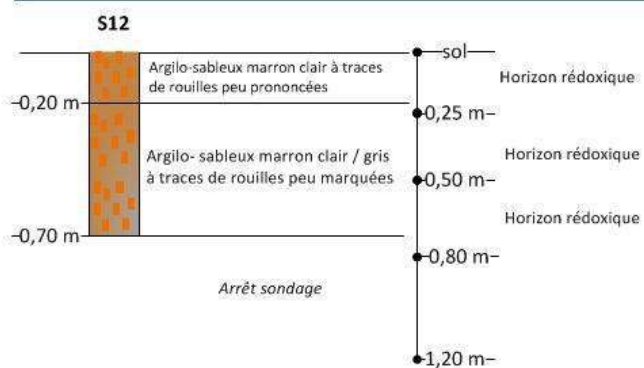 S12
sol
Argilo-sableux marron clair à traces
de rouilles peu prononcées
Horizon rédoxique
0,20 m
0,25 m
Argilo- sableux marron clair / gris
à traces de rouilles peu marquées
Horizon rédoxique
0,50 m
Horizon rédoxique
0,70 m
0,80 m
Arrêt sondage
1,20 m